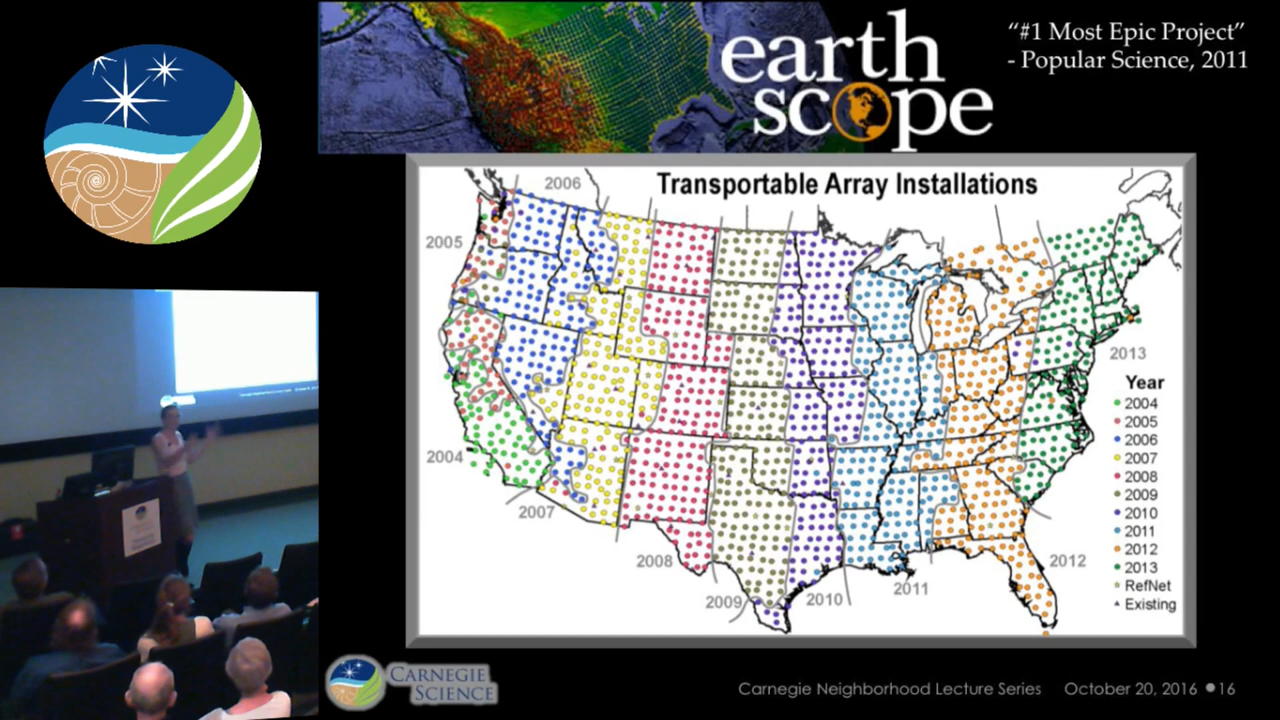 earth
scope
"#1 Most Epic Project"
- Popular Science, 2011
Transportable Array Installations
2006
2005
2004
2007
2008
2009
2010
2011
2012
2013
Year
2004
2005
2006
2007
2008
2009
2010
2011
2012
2013
RefNet
Existing
CARNEGIE
SCIENCE
Carnegie Neighborhood Lecture Series October 20, 2016 16